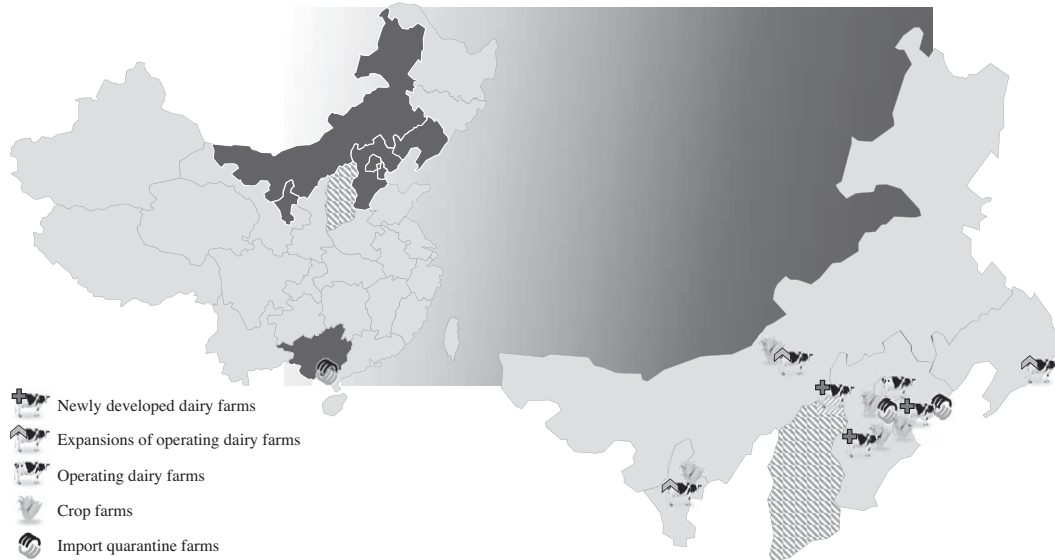 Newly developed dairy farms
Expansions of operating dairy farms
Operating dairy farms
Crop farms
Import quarantine farms